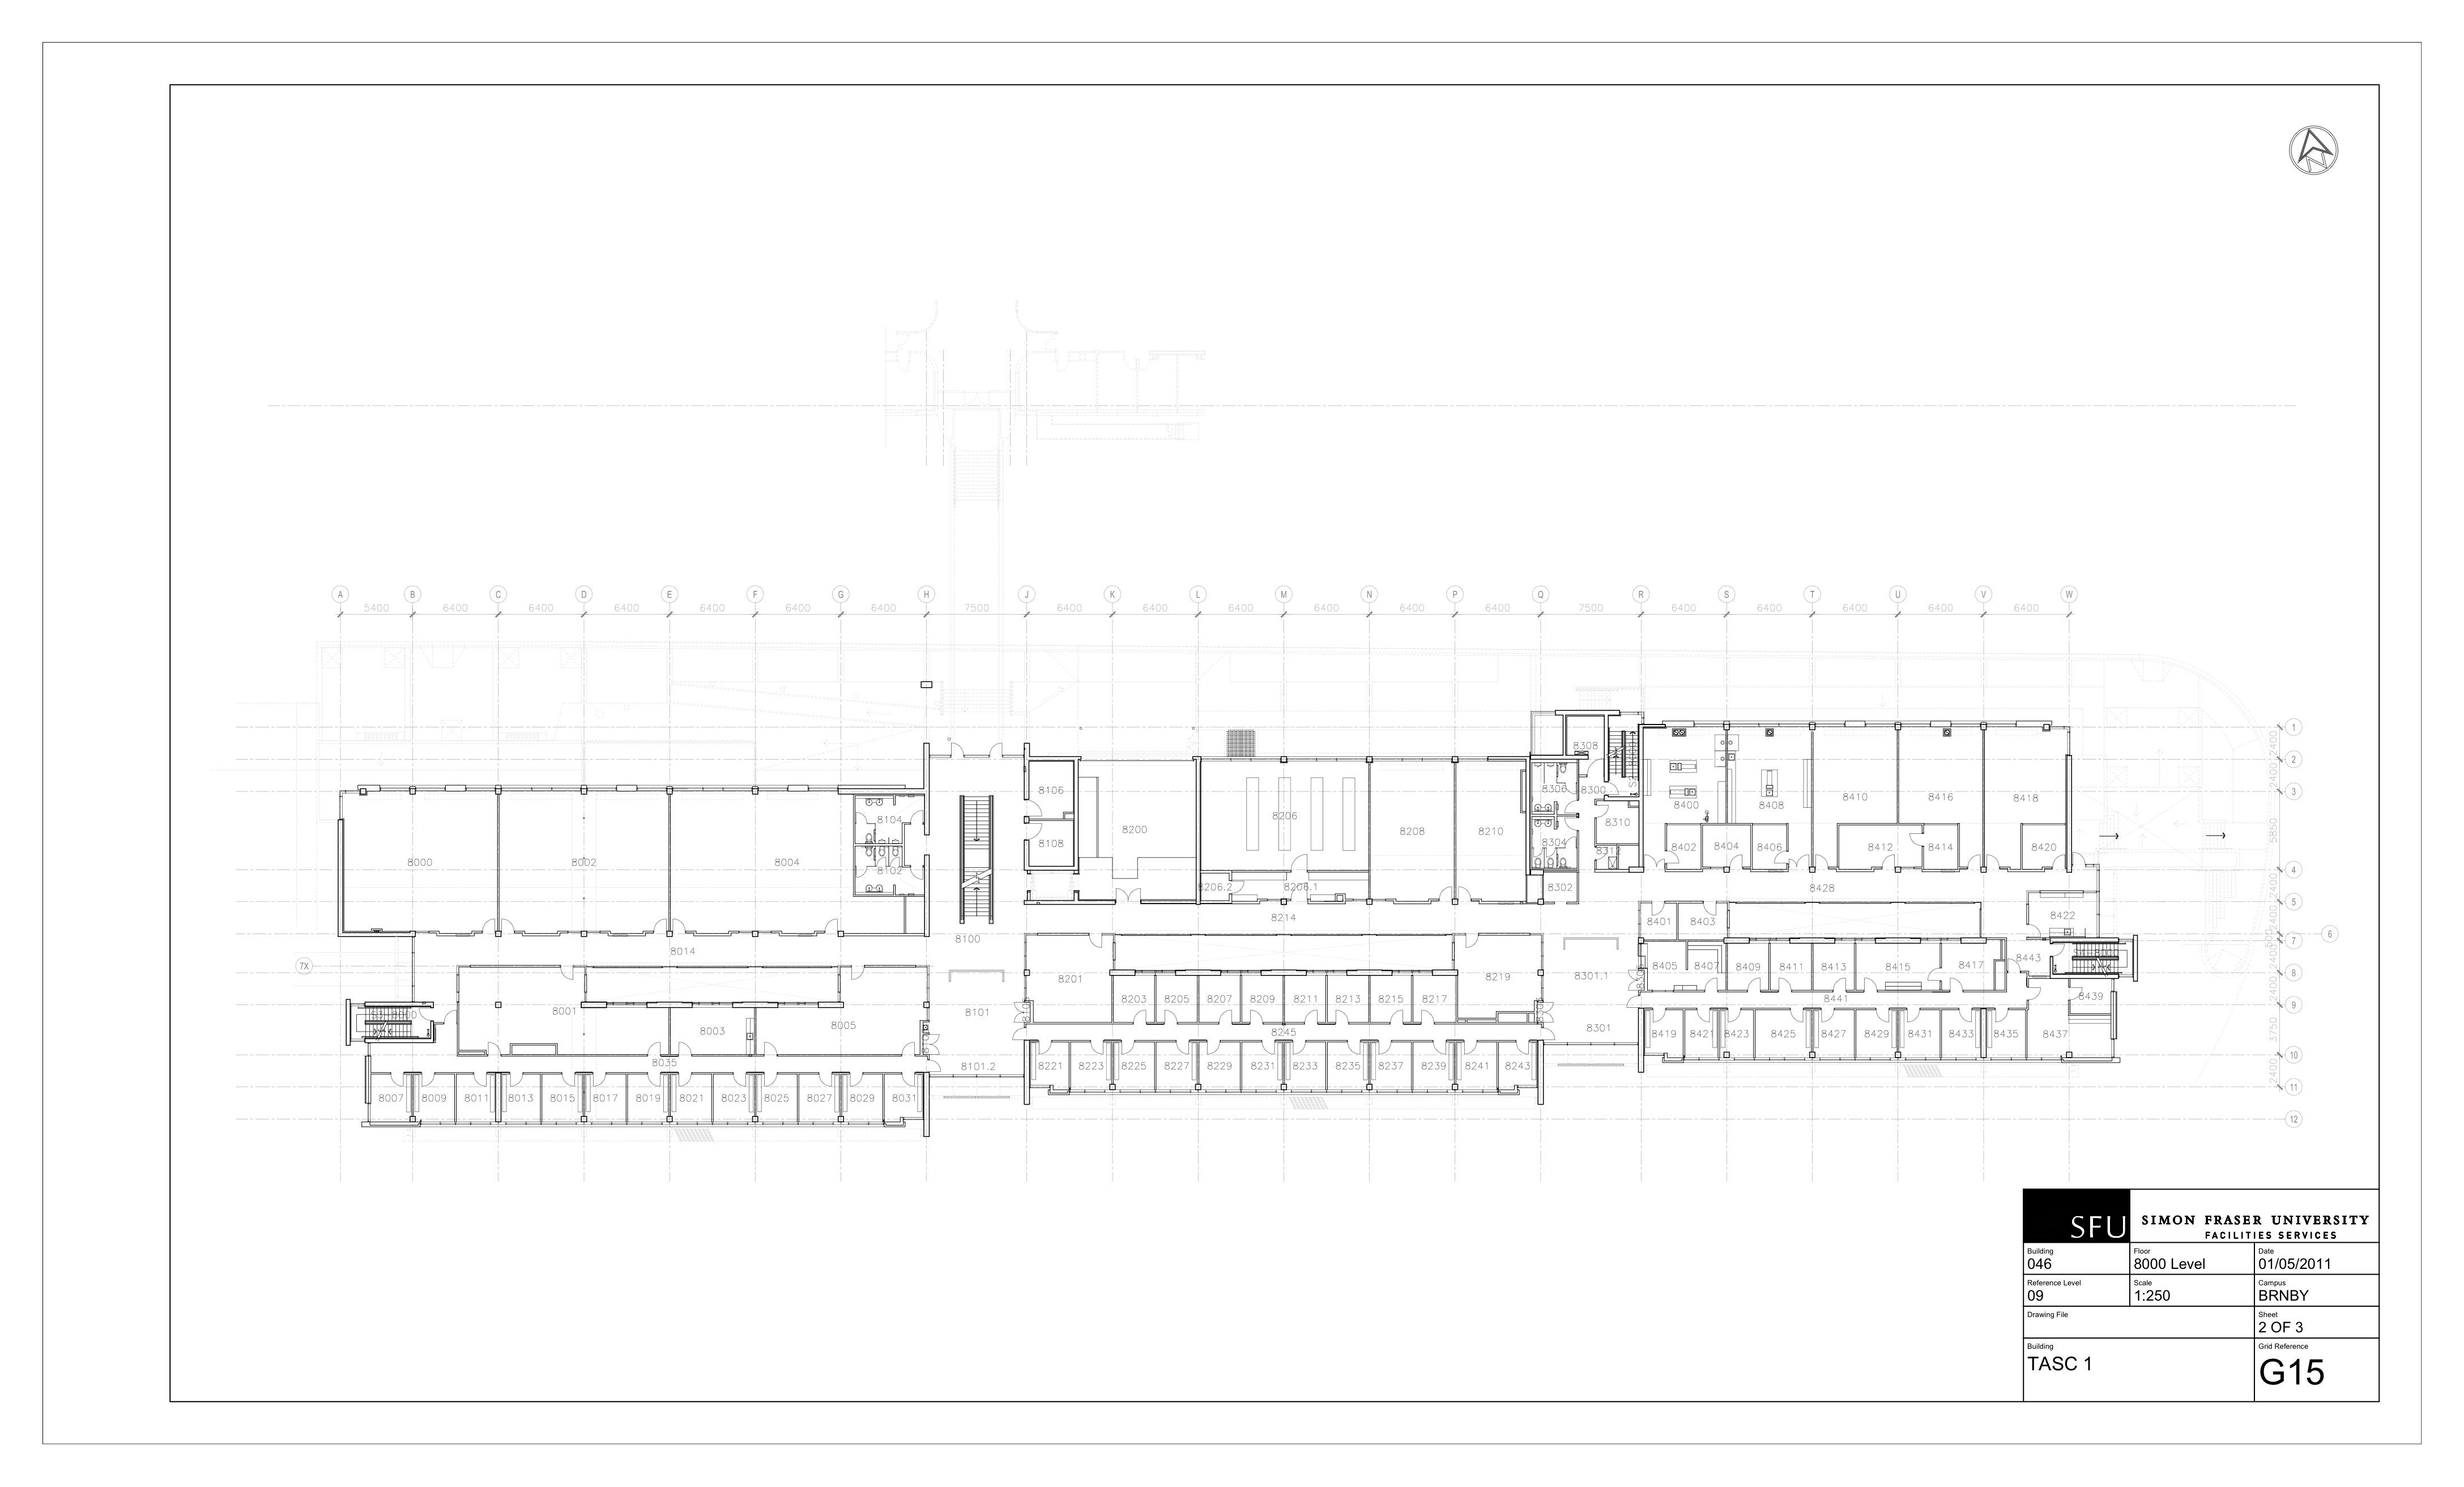 A B C D E F G H J K L M N P Q R S T U V W
5400 6400 6400 6400 6400 6400 6400 7500 6400 6400 6400 6400 6400 6400 7500 6400 6400 6400 6400 6400
1
2400
2
2400
3
5850
4
2400
5
2400
6
600
7
7X
2400
8
2400
9
3750
10
2400
11
12
8308
8106
8306 8300
8400 8408 8410 8416 8418
8104
8200 8206 8208 8210
8310
8108
8304
8312
8402 8404 8406 8412 8414 8420
8000 8002 8004
8102
8206.2 8206.1 8302
8428
8214
8401 8403
8422
8100
8014
8201 8219 8301.1
8405 8407 8409 8411 8413 8415 8417
8443
8203 8205 8207 8209 8211 8213 8215 8217
8441
8439
8001 8003 8005
8101
8245
8301
8419 8421 8423 8425 8427 8429 8431 8433 8435 8437
8035
8101.2
8221 8223 8225 8227 8229 8231 8233 8235 8237 8239 8241 8243
8007 8009 8011 8013 8015 8017 8019 8021 8023 8025 8027 8029 8031
SFU
SIMON FRASER UNIVERSITY
FACILITIES SERVICES
Building Floor Date
046 8000 Level 01/05/2011
Reference Level Scale Campus
09 1:250 BRNBY
Drawing File Sheet
2 OF 3
Building Grid Reference
TASC 1 G15